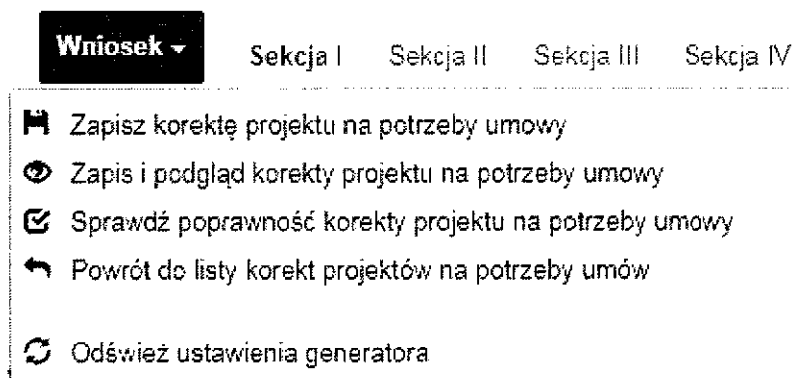 Wniosek Sekcja I Sekcja II Sekcja III Sekcja IV
Zapisz korektę projektu na potrzeby umowy
Zapis i podgląd korekty projektu na potrzeby umowy
Sprawdź poprawność korekty projektu na potrzeby umowy
Powrót do listy korekt projektów na potrzeby umów
Odśwież ustawienia generatora